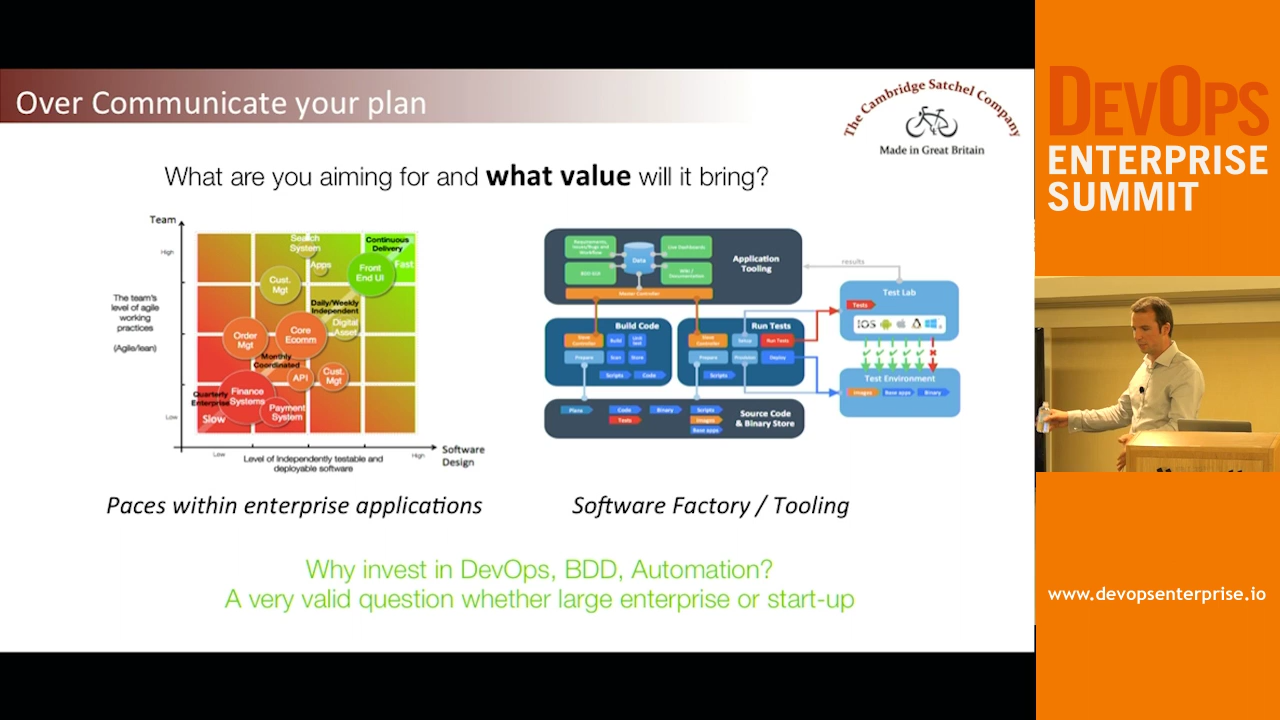 Over Communicate your plan
The Cambridge Satchel Company
Made in Great Britain
What are you aiming for and what value will it bring?
Team
High
The team's
level of agile
working
practices
(Agile/lean)
Low
Search
System
Continuous
Delivery
Apps
Front
End UI
Fast
Cust.
Mgt
Daily/Weekly
Independent
Digital
Asset
Order
Mgt
Core
Ecomm
Monthly
Coordinated
API
Cust.
Mgt
Quarterly
Enterprise
Finance
Systems
Payment
System
Slow
Low
Level of Independently testable and
deployable software
High
Software
Design
Requirements,
Issues/Bugs and
Workflow
Data
Live Dashboards
BDD GUI
Wiki /
Documentation
Master Controller
Application
Tooling
results
Build Code
Slave
Controller
Build
Unit
test
Prepare
Scan
Store
Scripts
Code
Run Tests
Slave
Controller
Setup
Run Tests
Prepare
Provision
Deploy
Scripts
Test Lab
Tests
iOS
Test Environment
Images
Base apps
Binary
Plans
Code
Binary
Scripts
Tests
Images
Base apps
Source Code
& Binary Store
Paces within enterprise applications
Software Factory / Tooling
Why invest in DevOps, BDD, Automation?
A very valid question whether large enterprise or start-up
DEVOPS
ENTERPRISE
SUMMIT
www.devopsenterprise.io